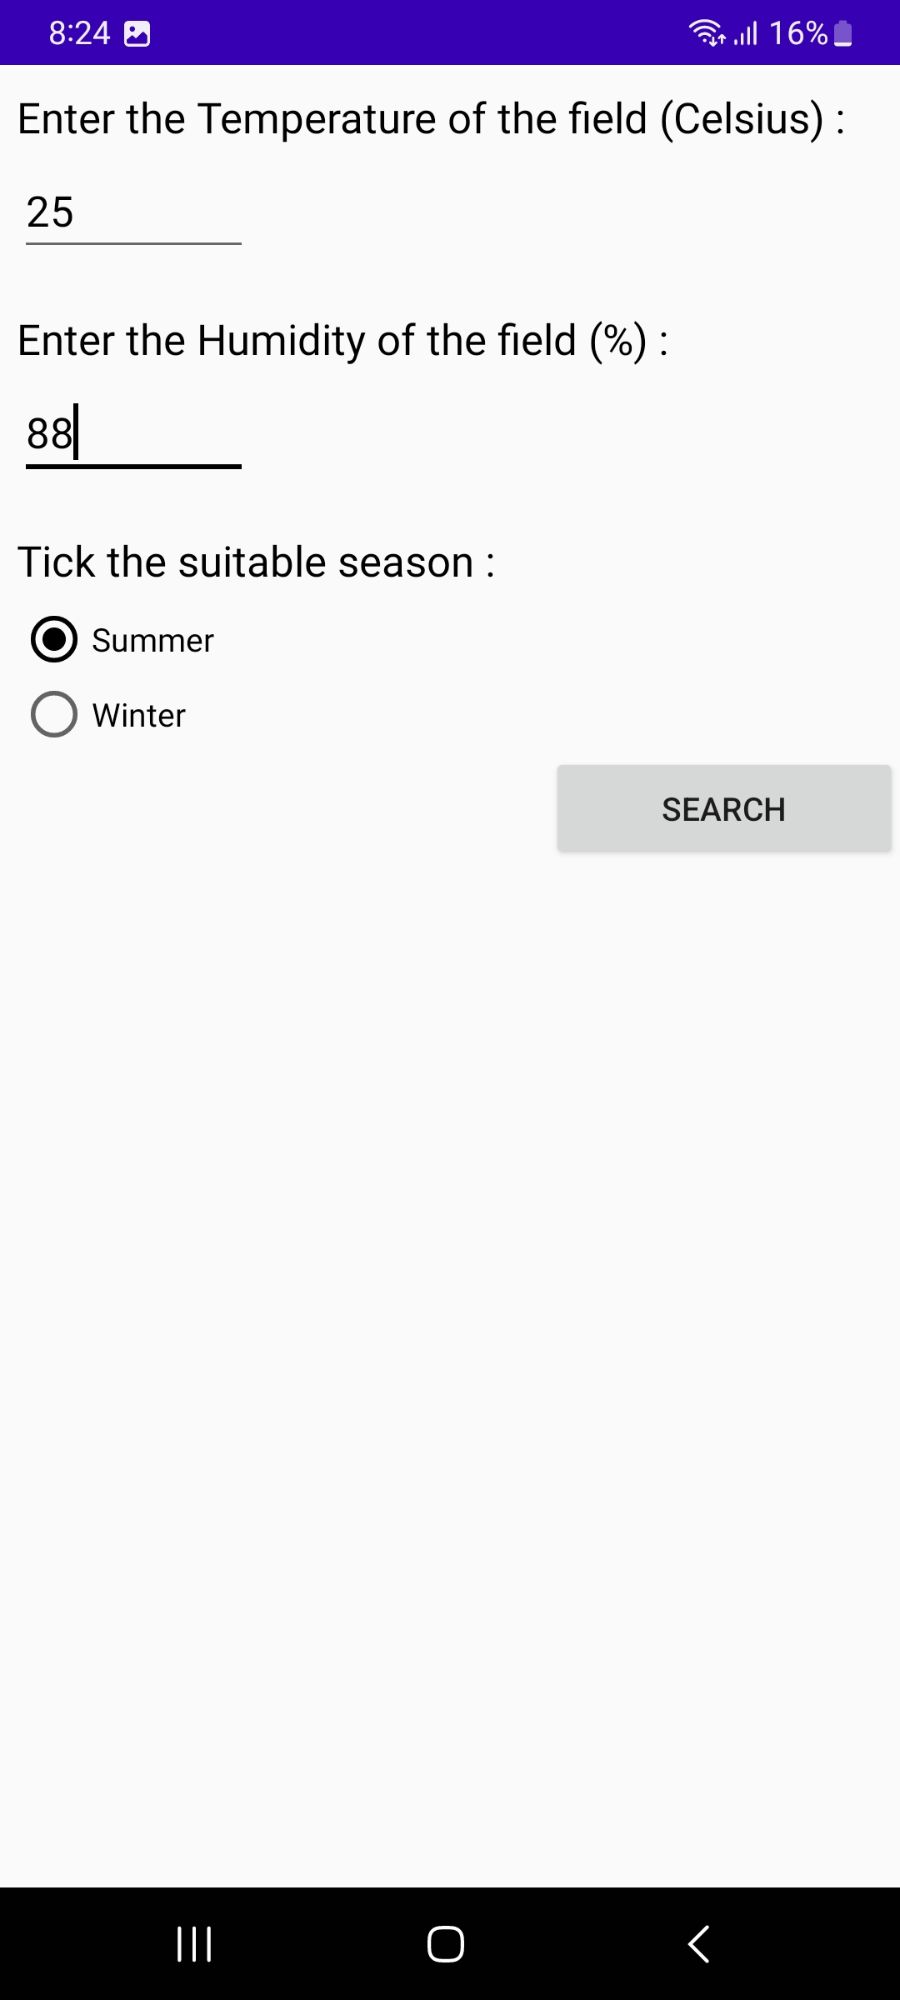 8:24 16%
Enter the Temperature of the field (Celsius) :
25
Enter the Humidity of the field (%) :
88
Tick the suitable season :
Summer
Winter
SEARCH